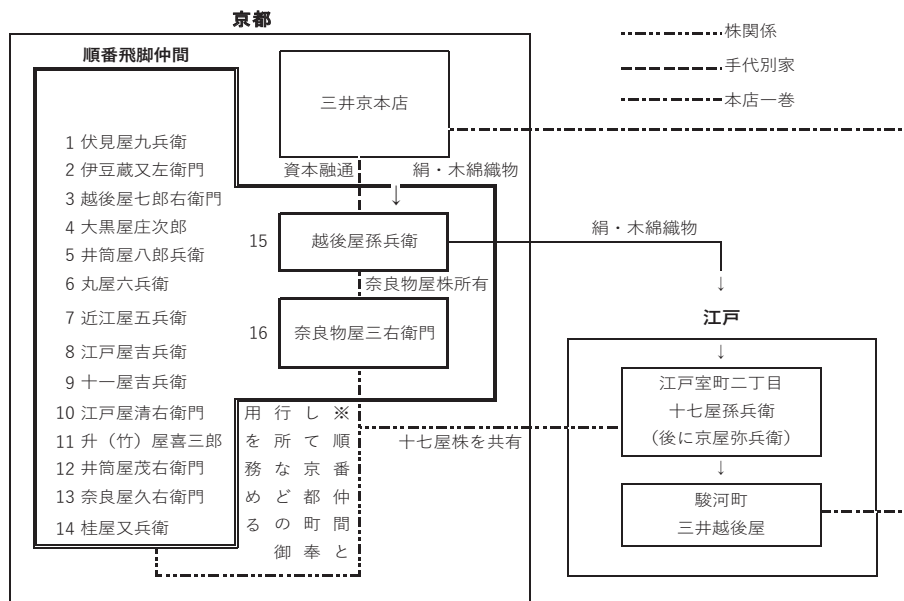 京都
順番飛脚仲間
1 伏見屋九兵衛
2 伊豆蔵又左衛門
3 越後屋七郎右衛門
4 大黒屋庄次郎
5 井筒屋八郎兵衛
6 丸屋六兵衛
7 近江屋五兵衛
8 江戸屋吉兵衛
9 十一屋吉兵衛
10 江戸屋清右衛門
11 升（竹）屋喜三郎
12 井筒屋茂右衛門
13 奈良屋久右衛門
14 桂屋又兵衛
三井京本店
資本融通
絹・木綿織物
↓
15
越後屋孫兵衛
奈良物屋株所有
16
奈良物屋三右衛門
※順番仲間と
して京都町奉
行所などの御
用を務める
十七屋株を共有
株関係
手代別家
本店一巻
絹・木綿織物
↓
江戸
↓
江戸室町二丁目
十七屋孫兵衛
（後に京屋弥兵衛）
↓
駿河町
三井越後屋